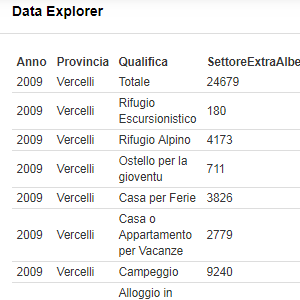 Data Explorer
Anno Provincia Qualifica SettoreExtraAlbe
2009 Vercelli Totale 24679
2009 Vercelli Rifugio Escursionistico 180
2009 Vercelli Rifugio Alpino 4173
2009 Vercelli Ostello per la gioventu 711
2009 Vercelli Casa per Ferie 3826
2009 Vercelli Casa o Appartamento per Vacanze 2779
2009 Vercelli Campeggio 9240
Alloggio in